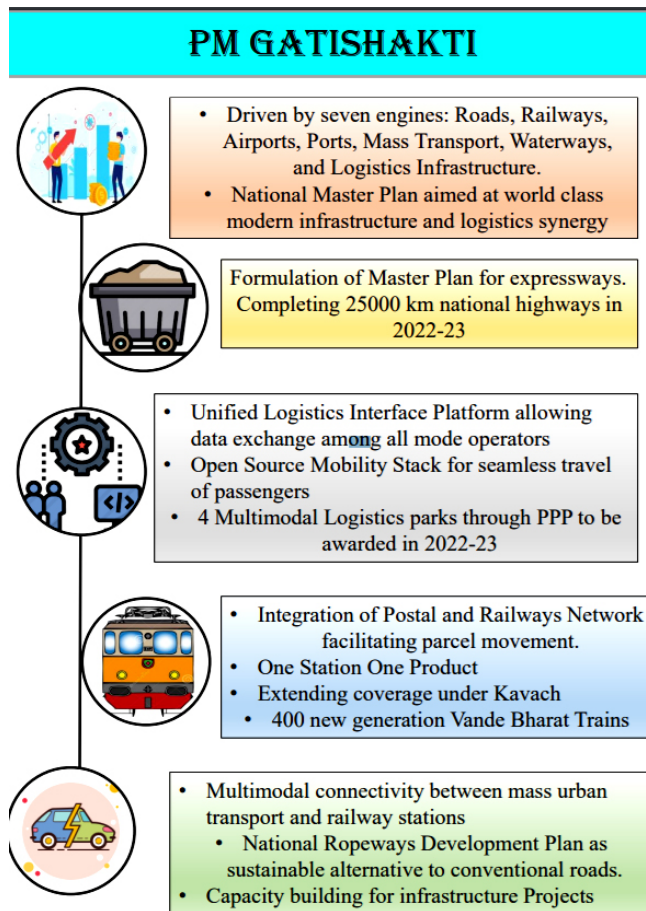 PM GATISHAKTI
• Driven by seven engines: Roads, Railways,
Airports, Ports, Mass Transport, Waterways,
and Logistics Infrastructure.
• National Master Plan aimed at world class
modern infrastructure and logistics synergy
Formulation of Master Plan for expressways.
Completing 25000 km national highways in
2022-23
• Unified Logistics Interface Platform allowing
data exchange among all mode operators
• Open Source Mobility Stack for seamless travel
of passengers
• 4 Multimodal Logistics parks through PPP to be
awarded in 2022-23
</>
• Integration of Postal and Railways Network
facilitating parcel movement.
• One Station One Product
• Extending coverage under Kavach
• 400 new generation Vande Bharat Trains
• Multimodal connectivity between mass urban
transport and railway stations
• National Ropeways Development Plan as
sustainable alternative to conventional roads.
• Capacity building for infrastructure Projects